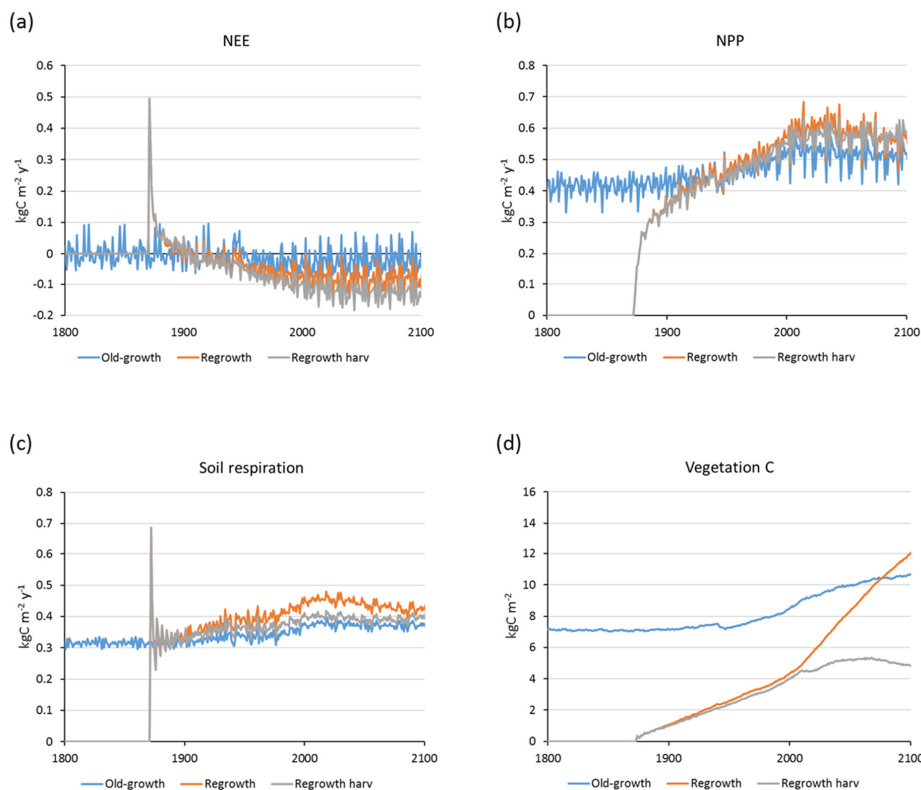 (a)
NEE
kgC m-2 y-1
0.6
0.5
0.4
0.3
0.2
0.1
0
-0.1
-0.2
1800 1900 2000 2100
Old-growth Regrowth Regrowth harv
(b)
NPP
kgC m-2 y-1
0.8
0.7
0.6
0.5
0.4
0.3
0.2
0.1
0
1800 1900 2000 2100
Old-growth Regrowth Regrowth harv
(c)
Soil respiration
kgC m-2 y-1
0.8
0.7
0.6
0.5
0.4
0.3
0.2
0.1
0
1800 1900 2000 2100
Old-growth Regrowth Regrowth harv
(d)
Vegetation C
kgC m-2
16
14
12
10
8
6
4
2
0
1800 1900 2000 2100
Old-growth Regrowth Regrowth harv